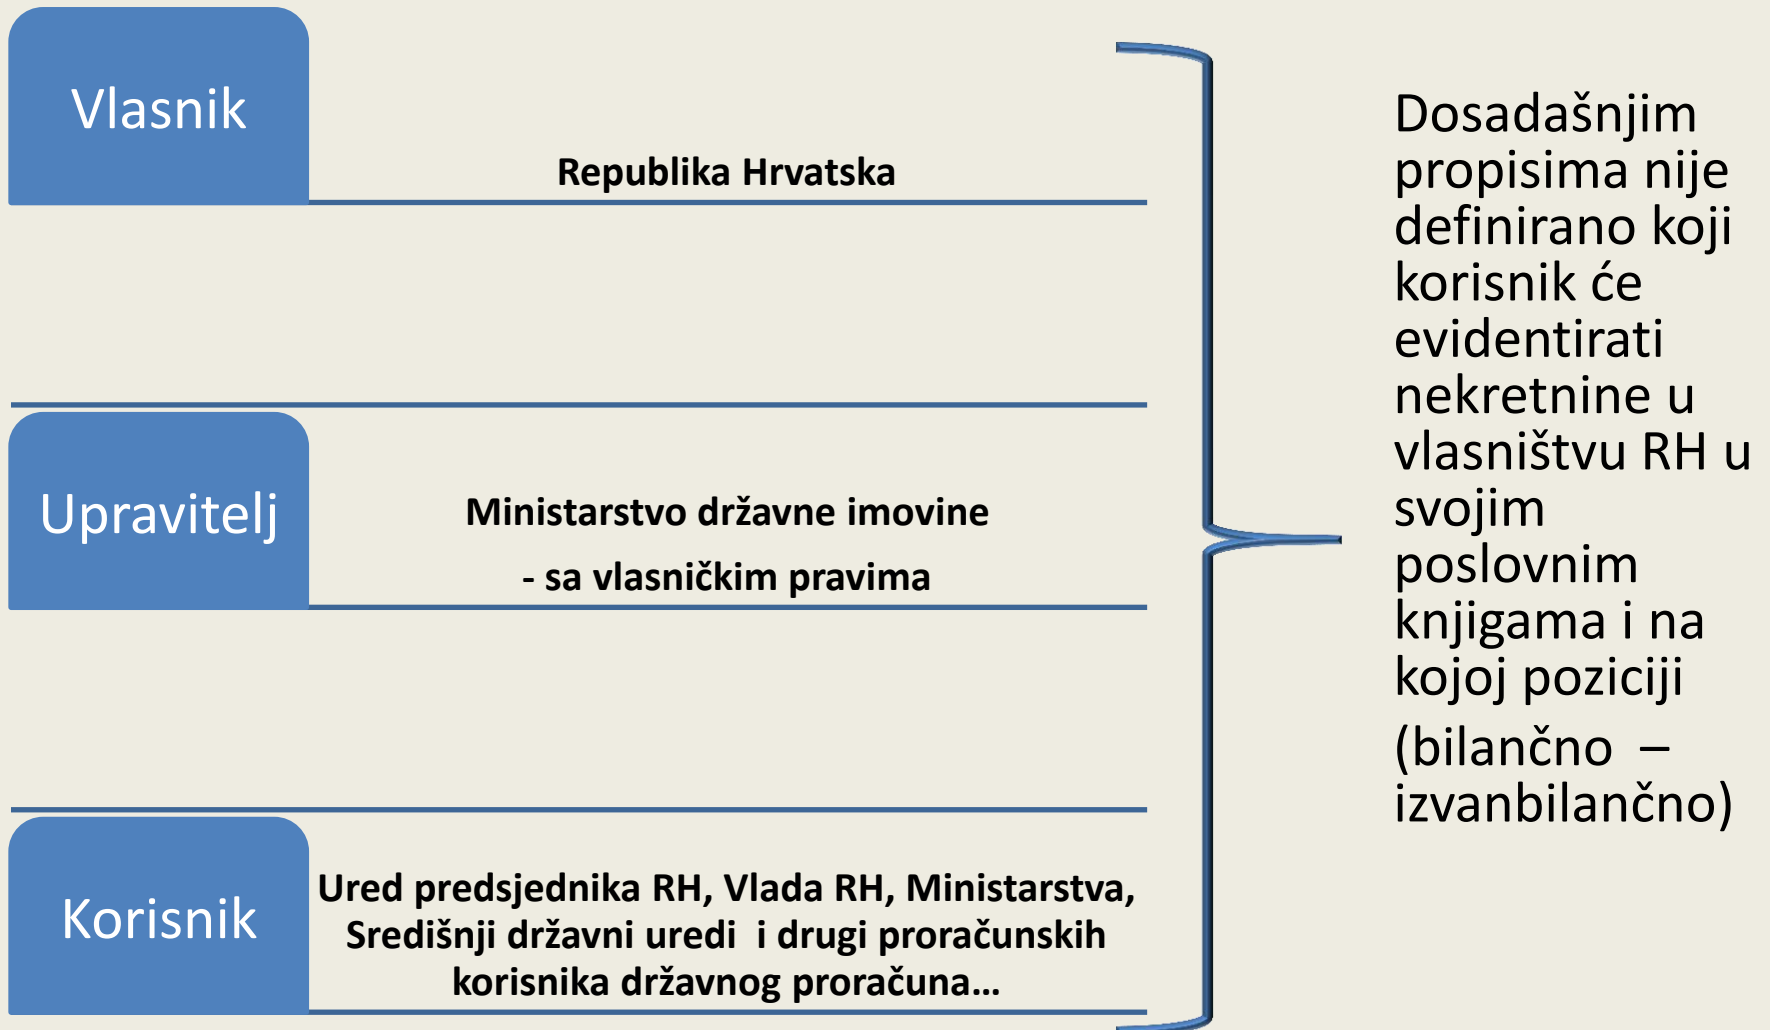 Vlasnik
Republika Hrvatska
Upravitelj
Ministarstvo državne imovine
- sa vlasničkim pravima
Korisnik
Ured predsjednika RH, Vlada RH, Ministarstva,
Središnji državni uredi i drugi proračunskih
korisnika državnog proračuna...
Dosadašnjim
propisima nije
definirano koji
korisnik će
evidentirati
nekretnine u
vlasništvu RH u
svojim
poslovnim
knjigama i na
kojoj poziciji
(bilančno –
izvanbilančno)